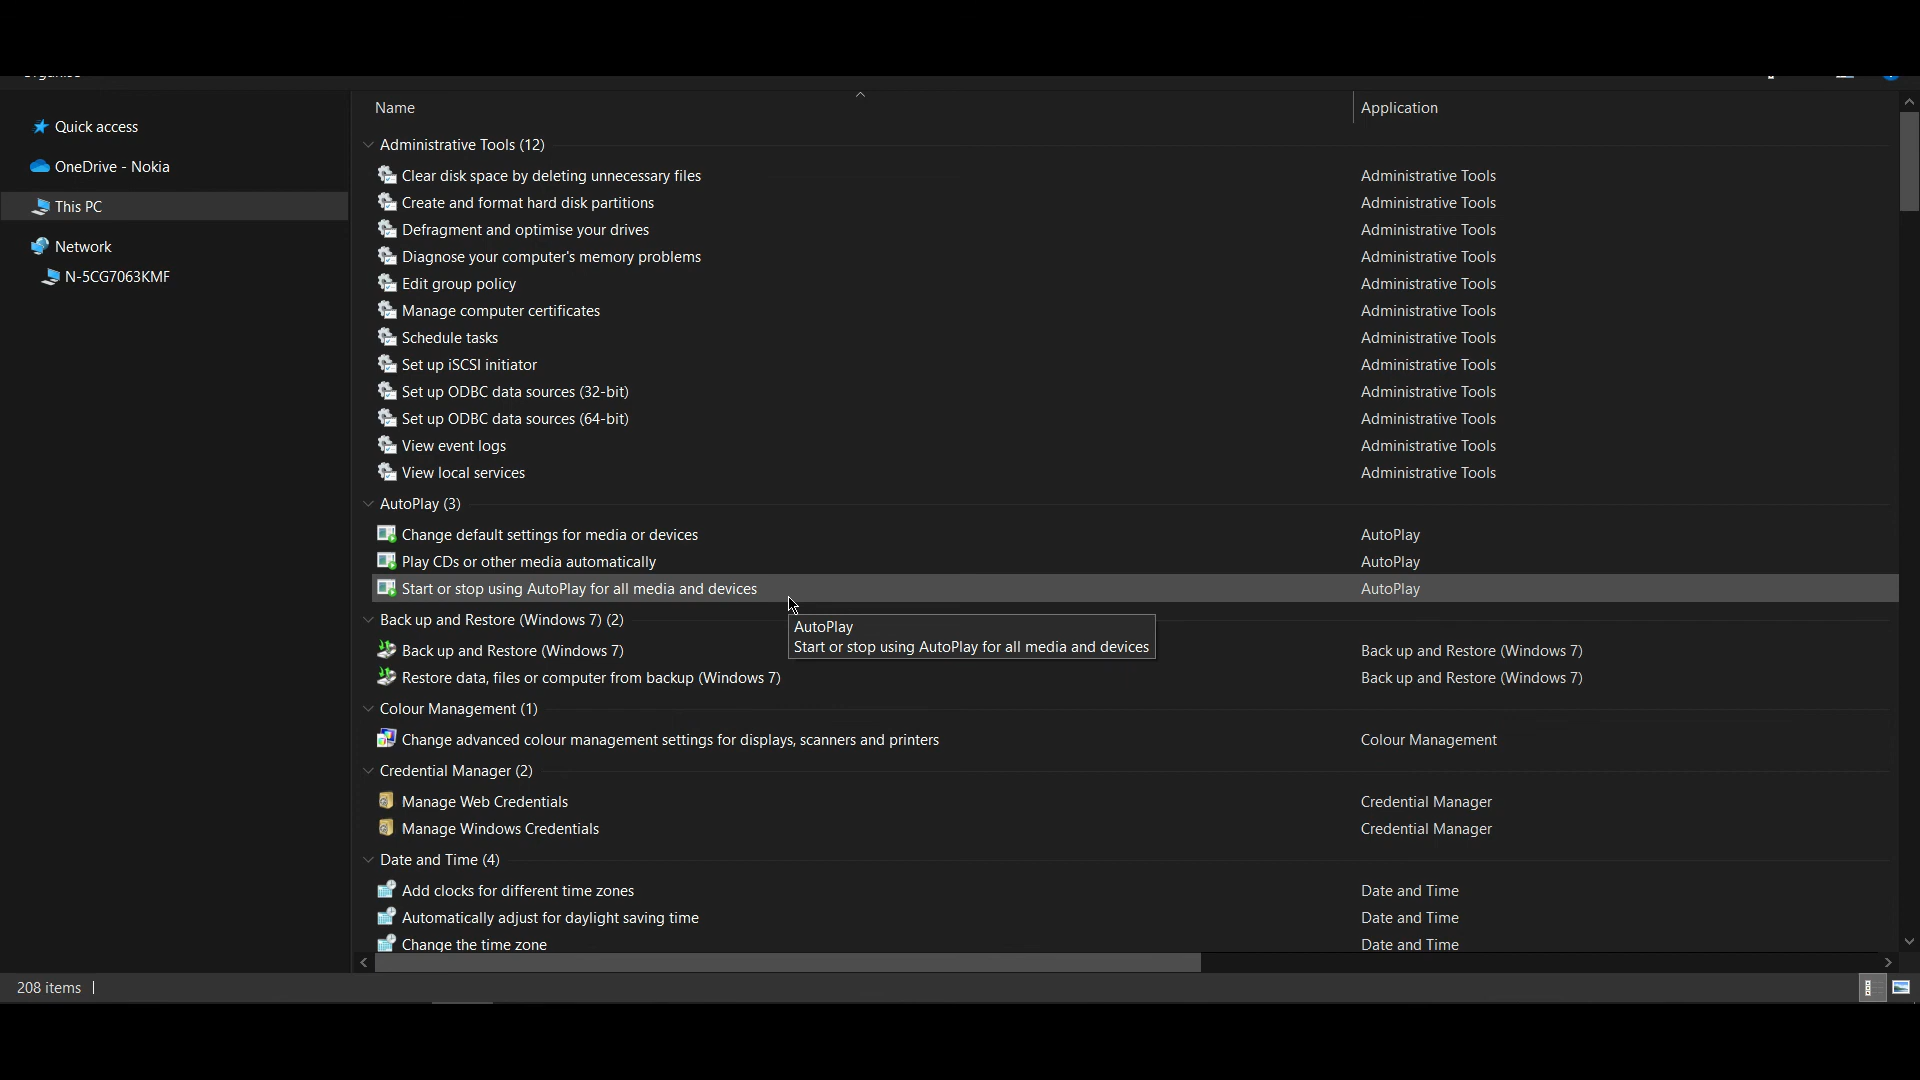 Name Application
Quick access
OneDrive - Nokia
This PC
Network
N-5CG7063KMF
Administrative Tools (12)
Clear disk space by deleting unnecessary files Administrative Tools
Create and format hard disk partitions Administrative Tools
Defragment and optimise your drives Administrative Tools
Diagnose your computer's memory problems Administrative Tools
Edit group policy Administrative Tools
Manage computer certificates Administrative Tools
Schedule tasks Administrative Tools
Set up iSCSI initiator Administrative Tools
Set up ODBC data sources (32-bit) Administrative Tools
Set up ODBC data sources (64-bit) Administrative Tools
View event logs Administrative Tools
View local services Administrative Tools
AutoPlay (3)
Change default settings for media or devices AutoPlay
Play CDs or other media automatically AutoPlay
Start or stop using AutoPlay for all media and devices AutoPlay
AutoPlay
Start or stop using AutoPlay for all media and devices
Back up and Restore (Windows 7) (2)
Back up and Restore (Windows 7) Back up and Restore (Windows 7)
Restore data, files or computer from backup (Windows 7) Back up and Restore (Windows 7)
Colour Management (1)
Change advanced colour management settings for displays, scanners and printers Colour Management
Credential Manager (2)
Manage Web Credentials Credential Manager
Manage Windows Credentials Credential Manager
Date and Time (4)
Add clocks for different time zones Date and Time
Automatically adjust for daylight saving time Date and Time
Change the time zone Date and Time
208 items